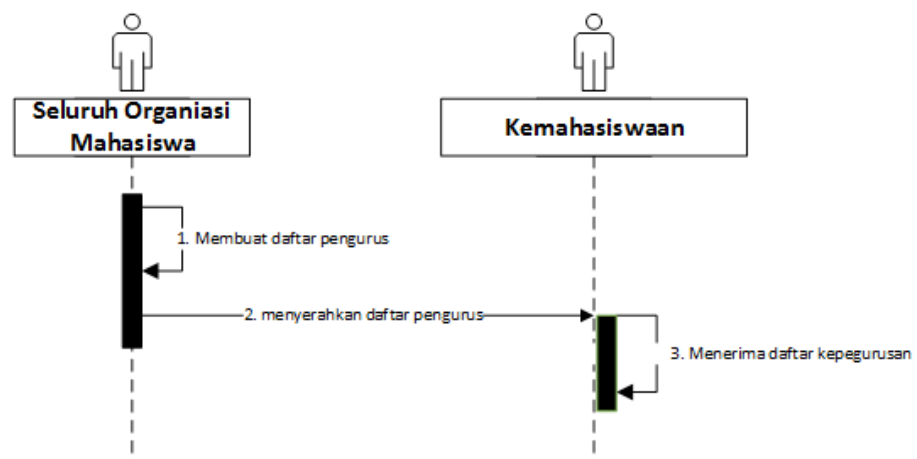 Seluruh Organiasi
Mahasiswa
Kemahasiswaan
1. Membuat daftar pengurus
2. menyerahkan daftar pengurus
3. Menerima daftar kepegurusan